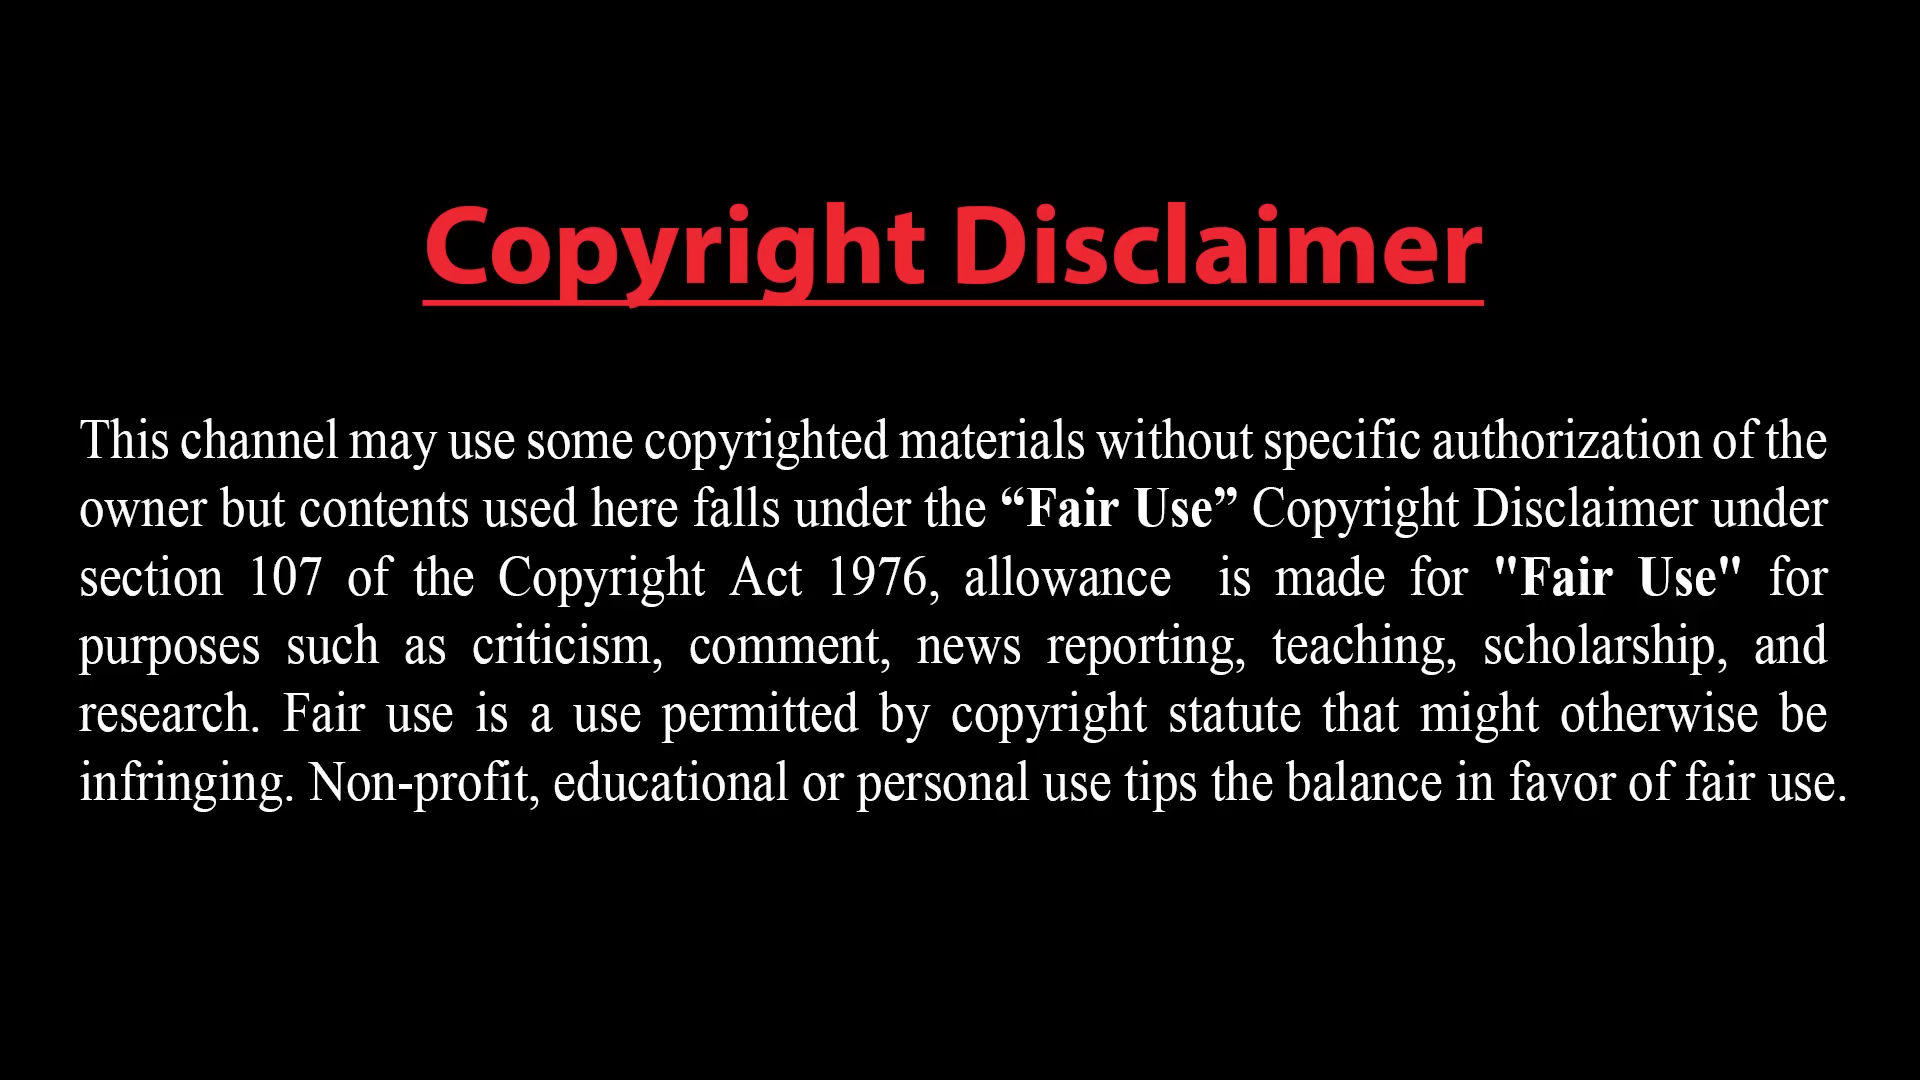 Copyright Disclaimer
This channel may use some copyrighted materials without specific authorization of the
owner but contents used here falls under the “Fair Use” Copyright Disclaimer under
section 107 of the Copyright Act 1976, allowance  is made for "Fair Use" for
purposes such as criticism, comment, news reporting, teaching, scholarship, and
research. Fair use is a use permitted by copyright statute that might otherwise be
infringing. Non-profit, educational or personal use tips the balance in favor of fair use.